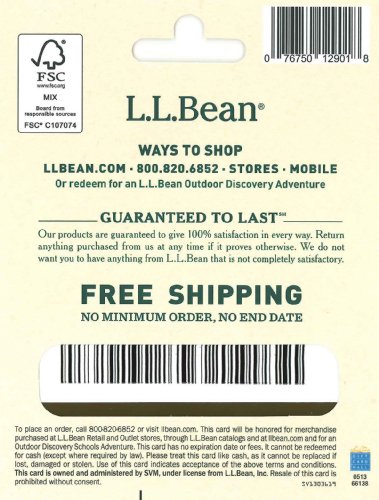 0 76750 12901 8
FSC
www.fsc.org
MIX
Board from
responsible sources
FSC® C107074
L.L.Bean®
WAYS TO SHOP
LLBEAN.COM · 800.820.6852 · STORES · MOBILE
Or redeem for an L.L.Bean Outdoor Discovery Adventure
GUARANTEED TO LAST℠
Our products are guaranteed to give 100% satisfaction in every way. Return
anything purchased from us at any time if it proves otherwise. We do not
want you to have anything from L.L.Bean that is not completely satisfactory.
FREE SHIPPING
NO MINIMUM ORDER, NO END DATE
To place an order, call 800-820-6852 or visit llbean.com. This card will be honored for merchandise
purchased at L.L.Bean Retail and Outlet stores, through L.L.Bean catalogs and at llbean.com and for an
Outdoor Discovery Schools Adventure. This card has no expiration date or fees. It cannot be redeemed
for cash (except where required by law). Please treat this card like cash, as it cannot be replaced if
lost, damaged or stolen. Use of this card indicates acceptance of the above terms and conditions.
This card is owned and administered by SVM, under license from L.L.Bean, Inc. Resale of this card is
prohibited without consent.
SV1303619
8513
66138